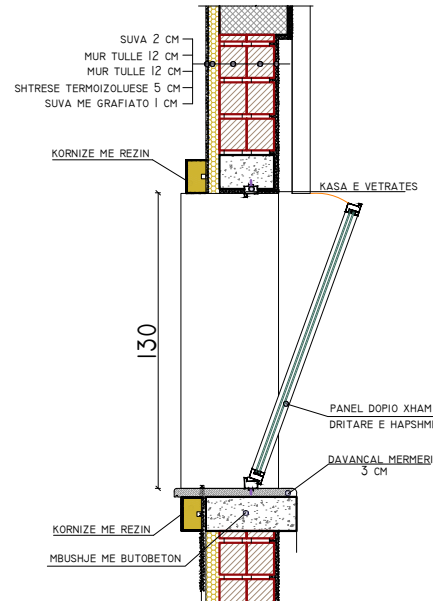 SUVA 2 CM
MUR TULLE 12 CM
MUR TULLE 12 CM
SHTRESE TERMOIZOLUESE 5 CM
SUVA ME GRAFIATO 1 CM
KORNIZE ME REZIN
KASA E VETRATES
130
PANEL DOPIO XHAM
DRITARE E HAPSHME
DAVANCAL MERMERI
3 CM
KORNIZE ME REZIN
MBUSHJE ME BUTOBETON